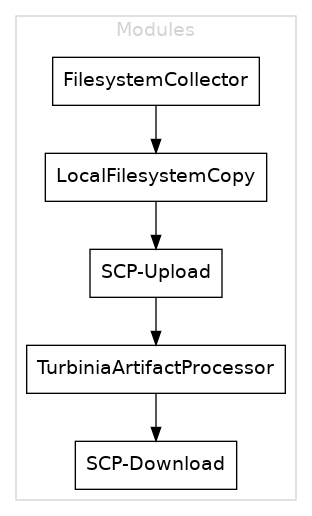 Modules
FilesystemCollector
LocalFilesystemCopy
SCP-Upload
TurbiniaArtifactProcessor
SCP-Download